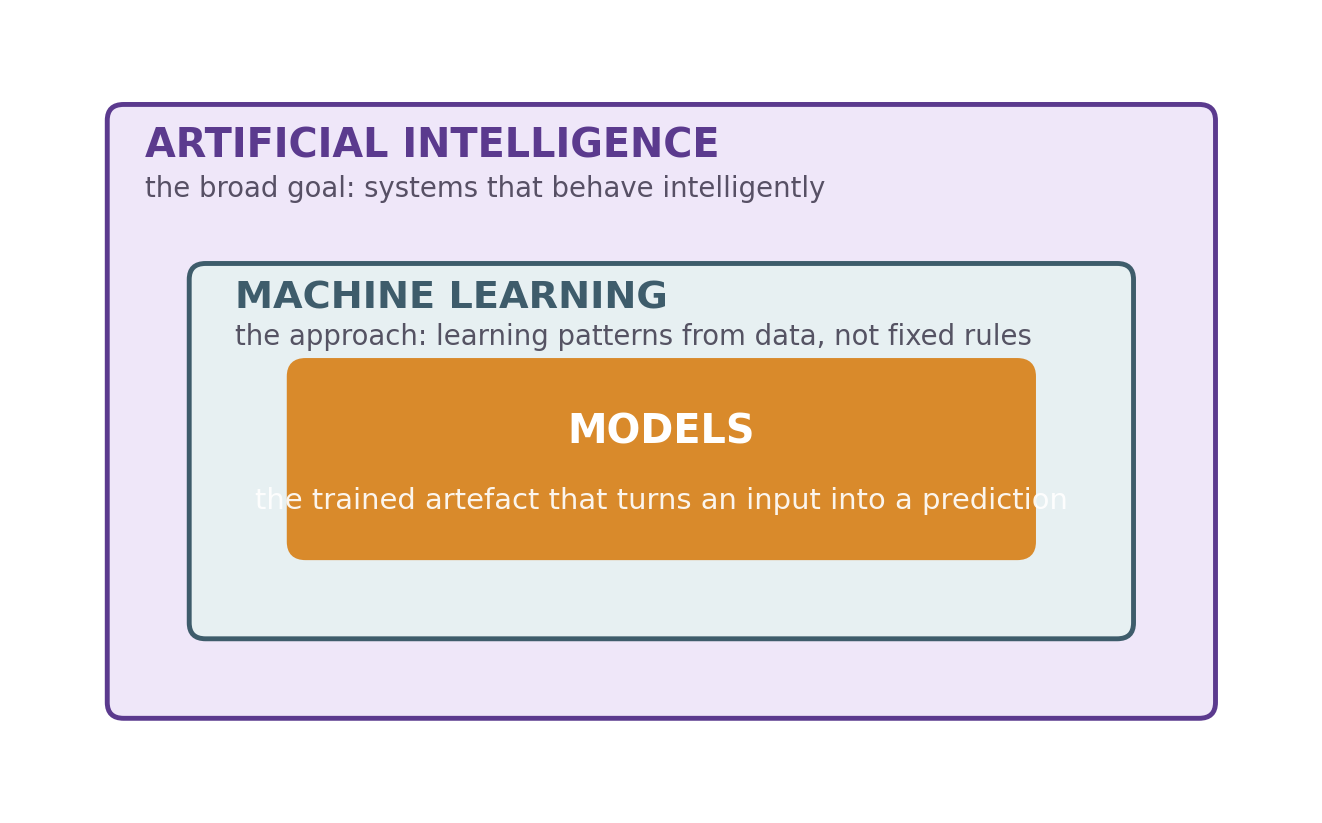 ARTIFICIAL INTELLIGENCE
the broad goal: systems that behave intelligently
MACHINE LEARNING
the approach: learning patterns from data, not fixed rules
MODELS
the trained artefact that turns an input into a prediction